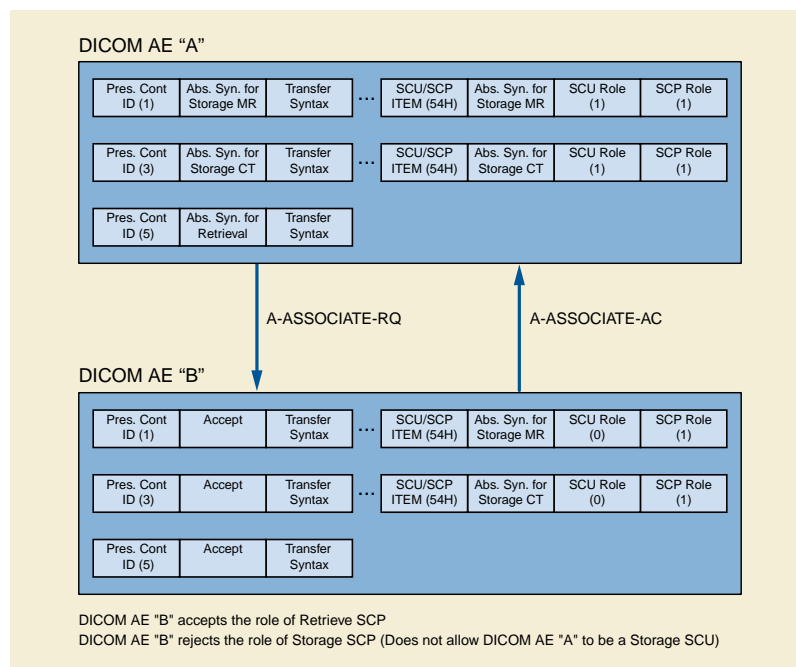 DICOM AE “A”
Pres. Cont ID (1) Abs. Syn. for Storage MR Transfer Syntax ... SCU/SCP ITEM (54H) Abs. Syn. for Storage MR SCU Role (1) SCP Role (1)
Pres. Cont ID (3) Abs. Syn. for Storage CT Transfer Syntax ... SCU/SCP ITEM (54H) Abs. Syn. for Storage CT SCU Role (1) SCP Role (1)
Pres. Cont ID (5) Abs. Syn. for Retrieval Transfer Syntax
A-ASSOCIATE-RQ A-ASSOCIATE-AC
DICOM AE “B”
Pres. Cont ID (1) Accept Transfer Syntax ... SCU/SCP ITEM (54H) Abs. Syn. for Storage MR SCU Role (0) SCP Role (1)
Pres. Cont ID (3) Accept Transfer Syntax ... SCU/SCP ITEM (54H) Abs. Syn. for Storage CT SCU Role (0) SCP Role (1)
Pres. Cont ID (5) Accept Transfer Syntax
DICOM AE "B" accepts the role of Retrieve SCP
DICOM AE "B" rejects the role of Storage SCP (Does not allow DICOM AE "A" to be a Storage SCU)